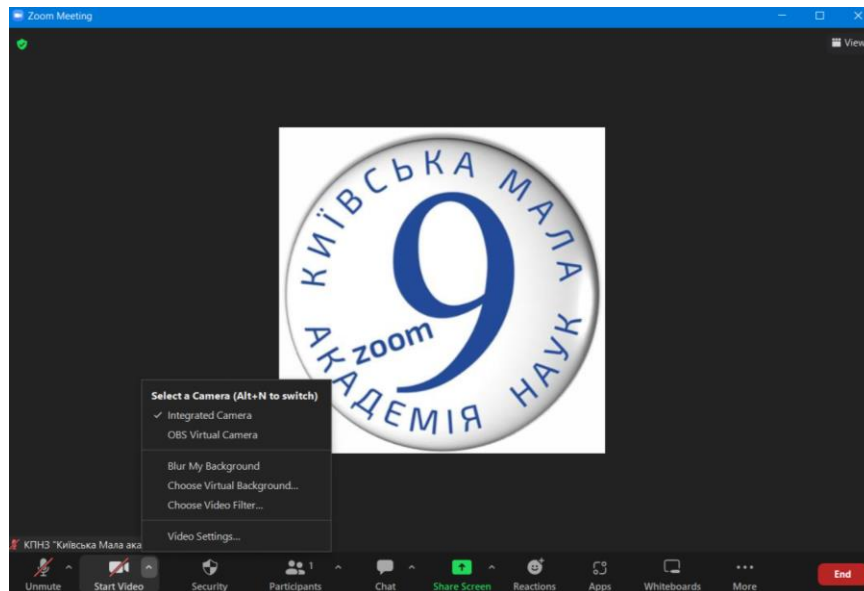 Zoom Meeting
View
КИЇВСЬКА МАЛА
АКАДЕМІЯ НАУК
9
zoom
Select a Camera (Alt+N to switch)
Integrated Camera
OBS Virtual Camera
Blur My Background
Choose Virtual Background...
Choose Video Filter...
Video Settings...
КПНЗ "Київська Мала ака
Unmute
Start Video
Security
1
Participants
Chat
Share Screen
Reactions
Apps
Whiteboards
More
End